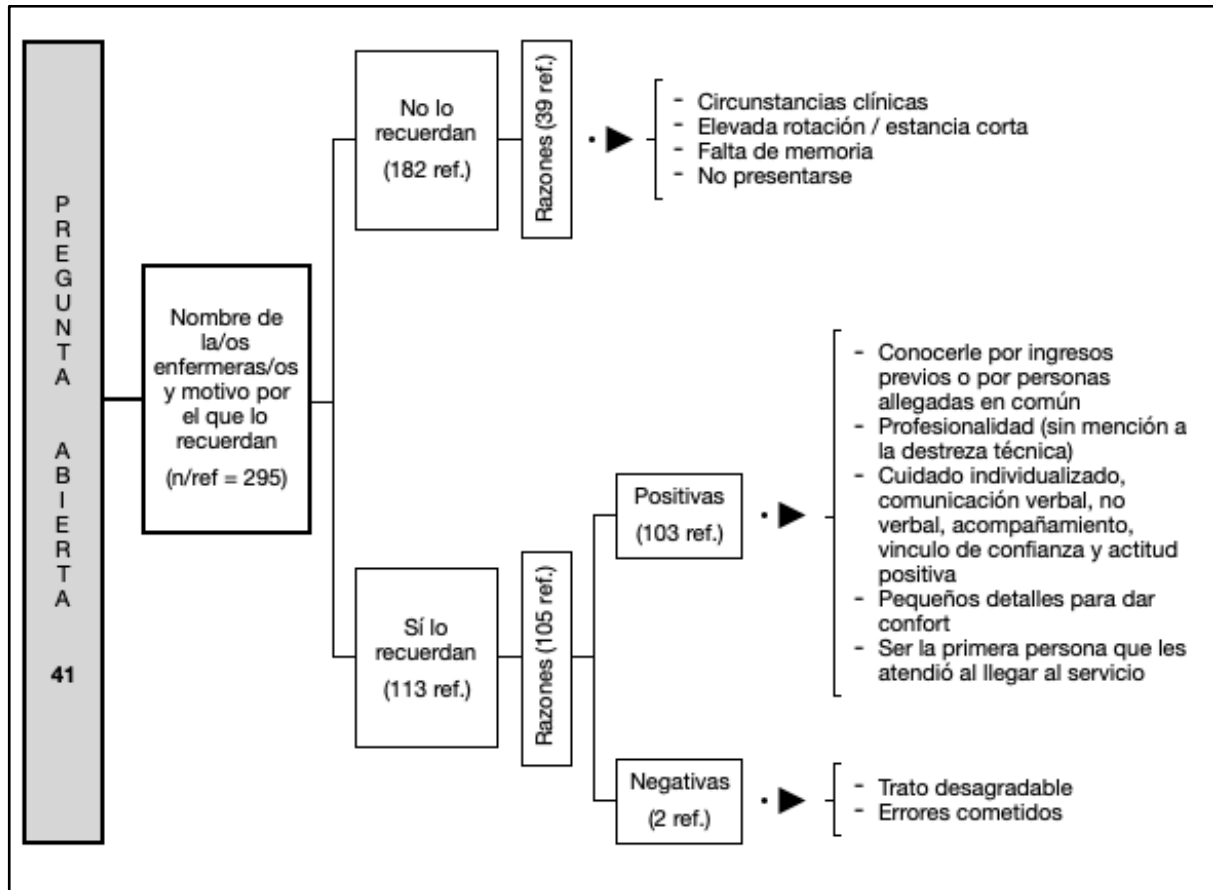 PREGUNTA ABIERTA 41
Nombre de
la/os
enfermeras/os
y motivo por
el que lo
recuerdan
(n/ref = 295)
No lo
recuerdan
(182 ref.)
Razones (39 ref.)
- Circunstancias clínicas
- Elevada rotación / estancia corta
- Falta de memoria
- No presentarse
Sí lo
recuerdan
(113 ref.)
Razones (105 ref.)
Positivas
(103 ref.)
- Conocerle por ingresos
previos o por personas
allegadas en común
- Profesionalidad (sin mención a
la destreza técnica)
- Cuidado individualizado,
comunicación verbal, no
verbal, acompañamiento,
vinculo de confianza y actitud
positiva
- Pequeños detalles para dar
confort
- Ser la primera persona que les
atendió al llegar al servicio
Negativas
(2 ref.)
- Trato desagradable
- Errores cometidos